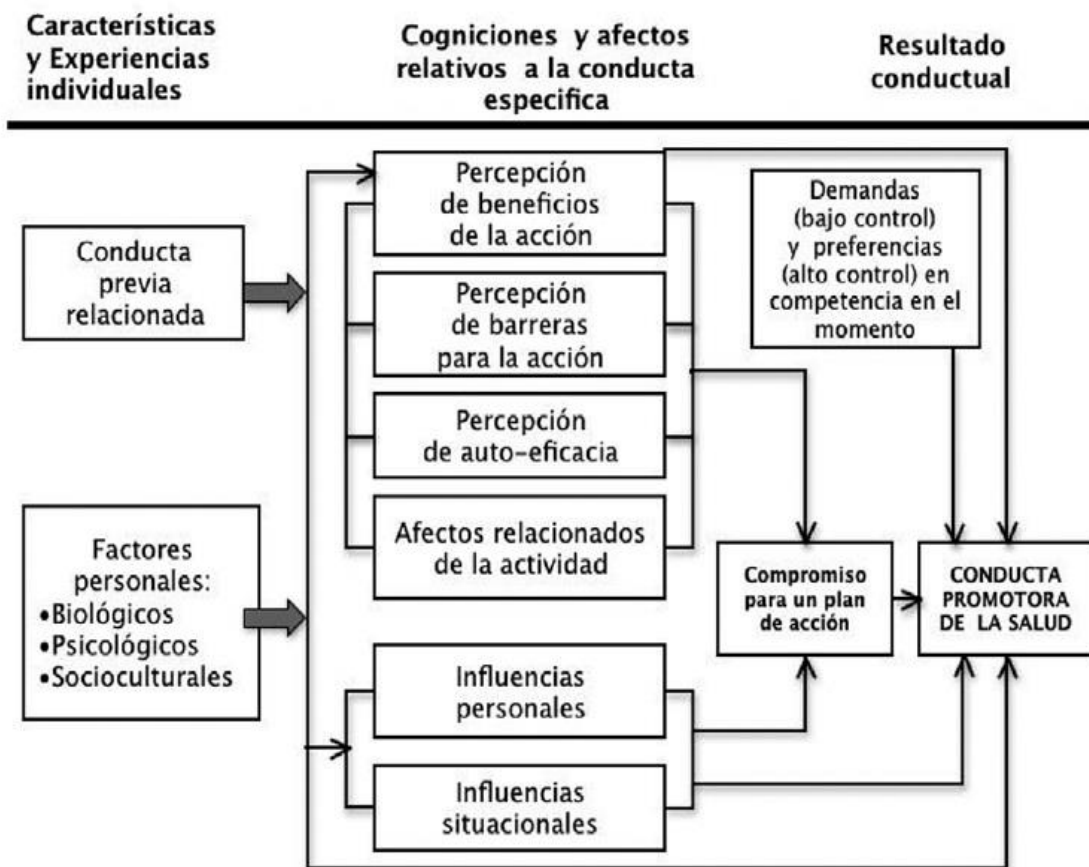 Características
y Experiencias
individuales
Cogniciones y afectos
relativos a la conducta
especifica
Resultado
conductual
Conducta
previa
relacionada
Factores
personales:
•Biológicos
•Psicológicos
•Socioculturales
Percepción
de beneficios
de la acción
Percepción
de barreras
para la acción
Percepción
de auto-eficacia
Afectos relacionados
de la actividad
Influencias
personales
Influencias
situacionales
Demandas
(bajo control)
y preferencias
(alto control) en
competencia en el
momento
Compromiso
para un plan
de acción
CONDUCTA
PROMOTORA
DE LA SALUD